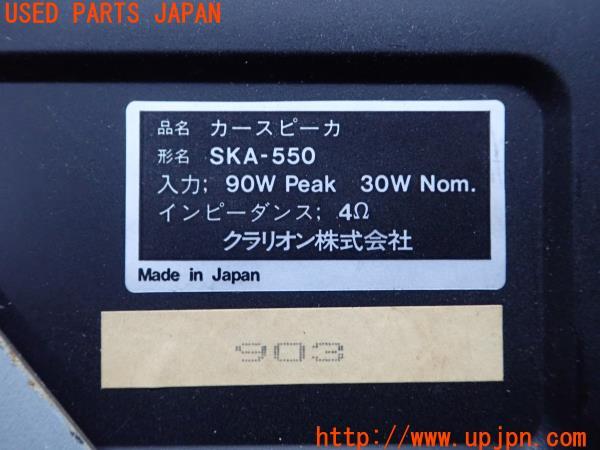 USED PARTS JAPAN
品名 カースピーカ
形名 SKA-550
入力; 90W Peak 30W Nom.
インピーダンス; 4Ω
クラリオン株式会社
Made in Japan
903
http://www.upjpn.com/